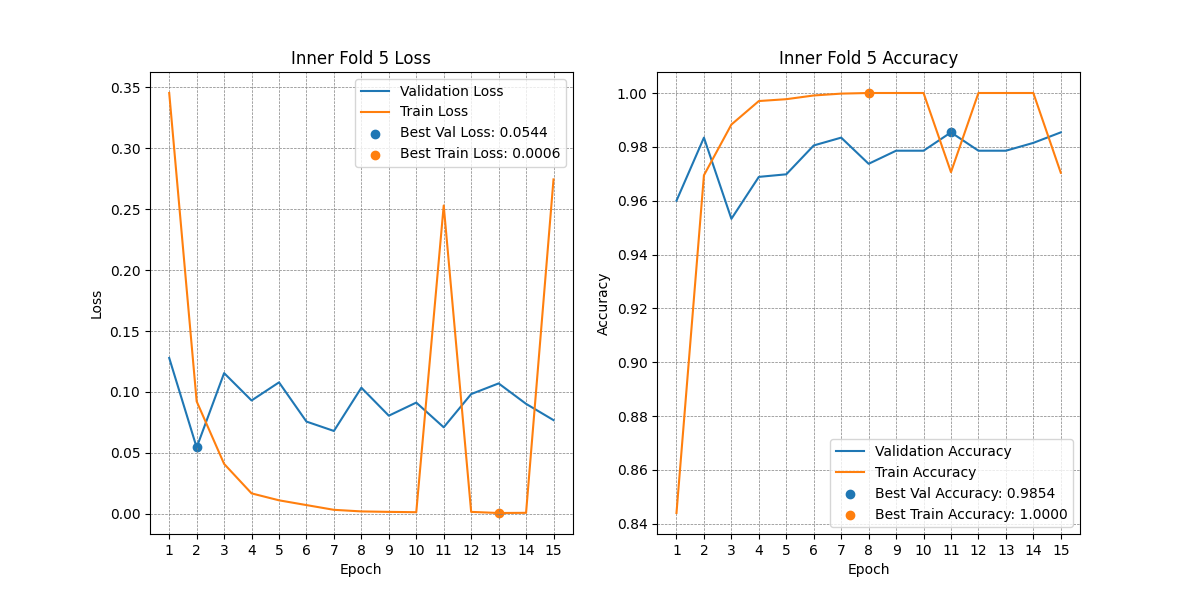 Inner Fold 5 Loss
0.35
0.30
0.25
0.20
0.15
0.10
0.05
0.00
Loss
Validation Loss
Train Loss
Best Val Loss: 0.0544
Best Train Loss: 0.0006
1 2 3 4 5 6 7 8 9 10 11 12 13 14 15
Epoch
Inner Fold 5 Accuracy
1.00
0.98
0.96
0.94
0.92
0.90
0.88
0.86
0.84
Accuracy
Validation Accuracy
Train Accuracy
Best Val Accuracy: 0.9854
Best Train Accuracy: 1.0000
1 2 3 4 5 6 7 8 9 10 11 12 13 14 15
Epoch